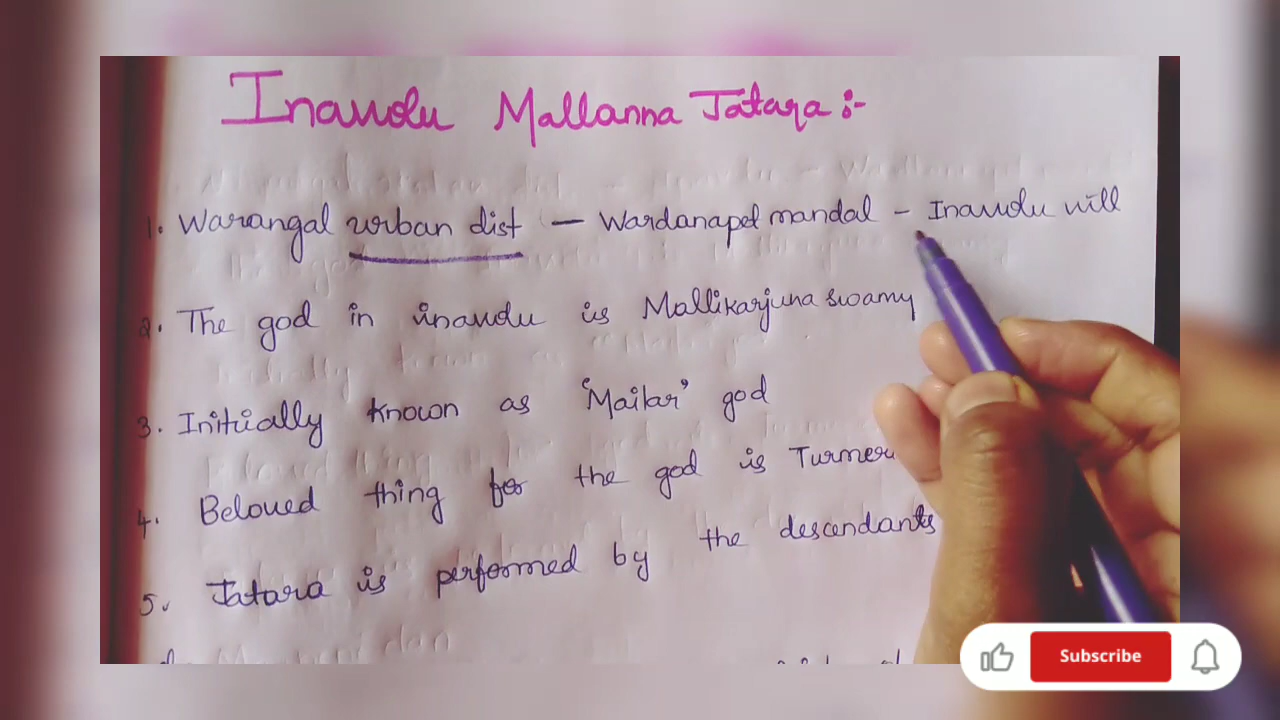 Inavolu Mallanna Jatara :-
1. Warangal urban dist — Wardanapet mandal - Inavolu vill
2. The god in inavolu is Mallikarjuna swamy
3. Initially known as 'Mailar' god
4. Beloved thing for the god is Turmeri
5. Jatara is performed by the descendants
Subscribe